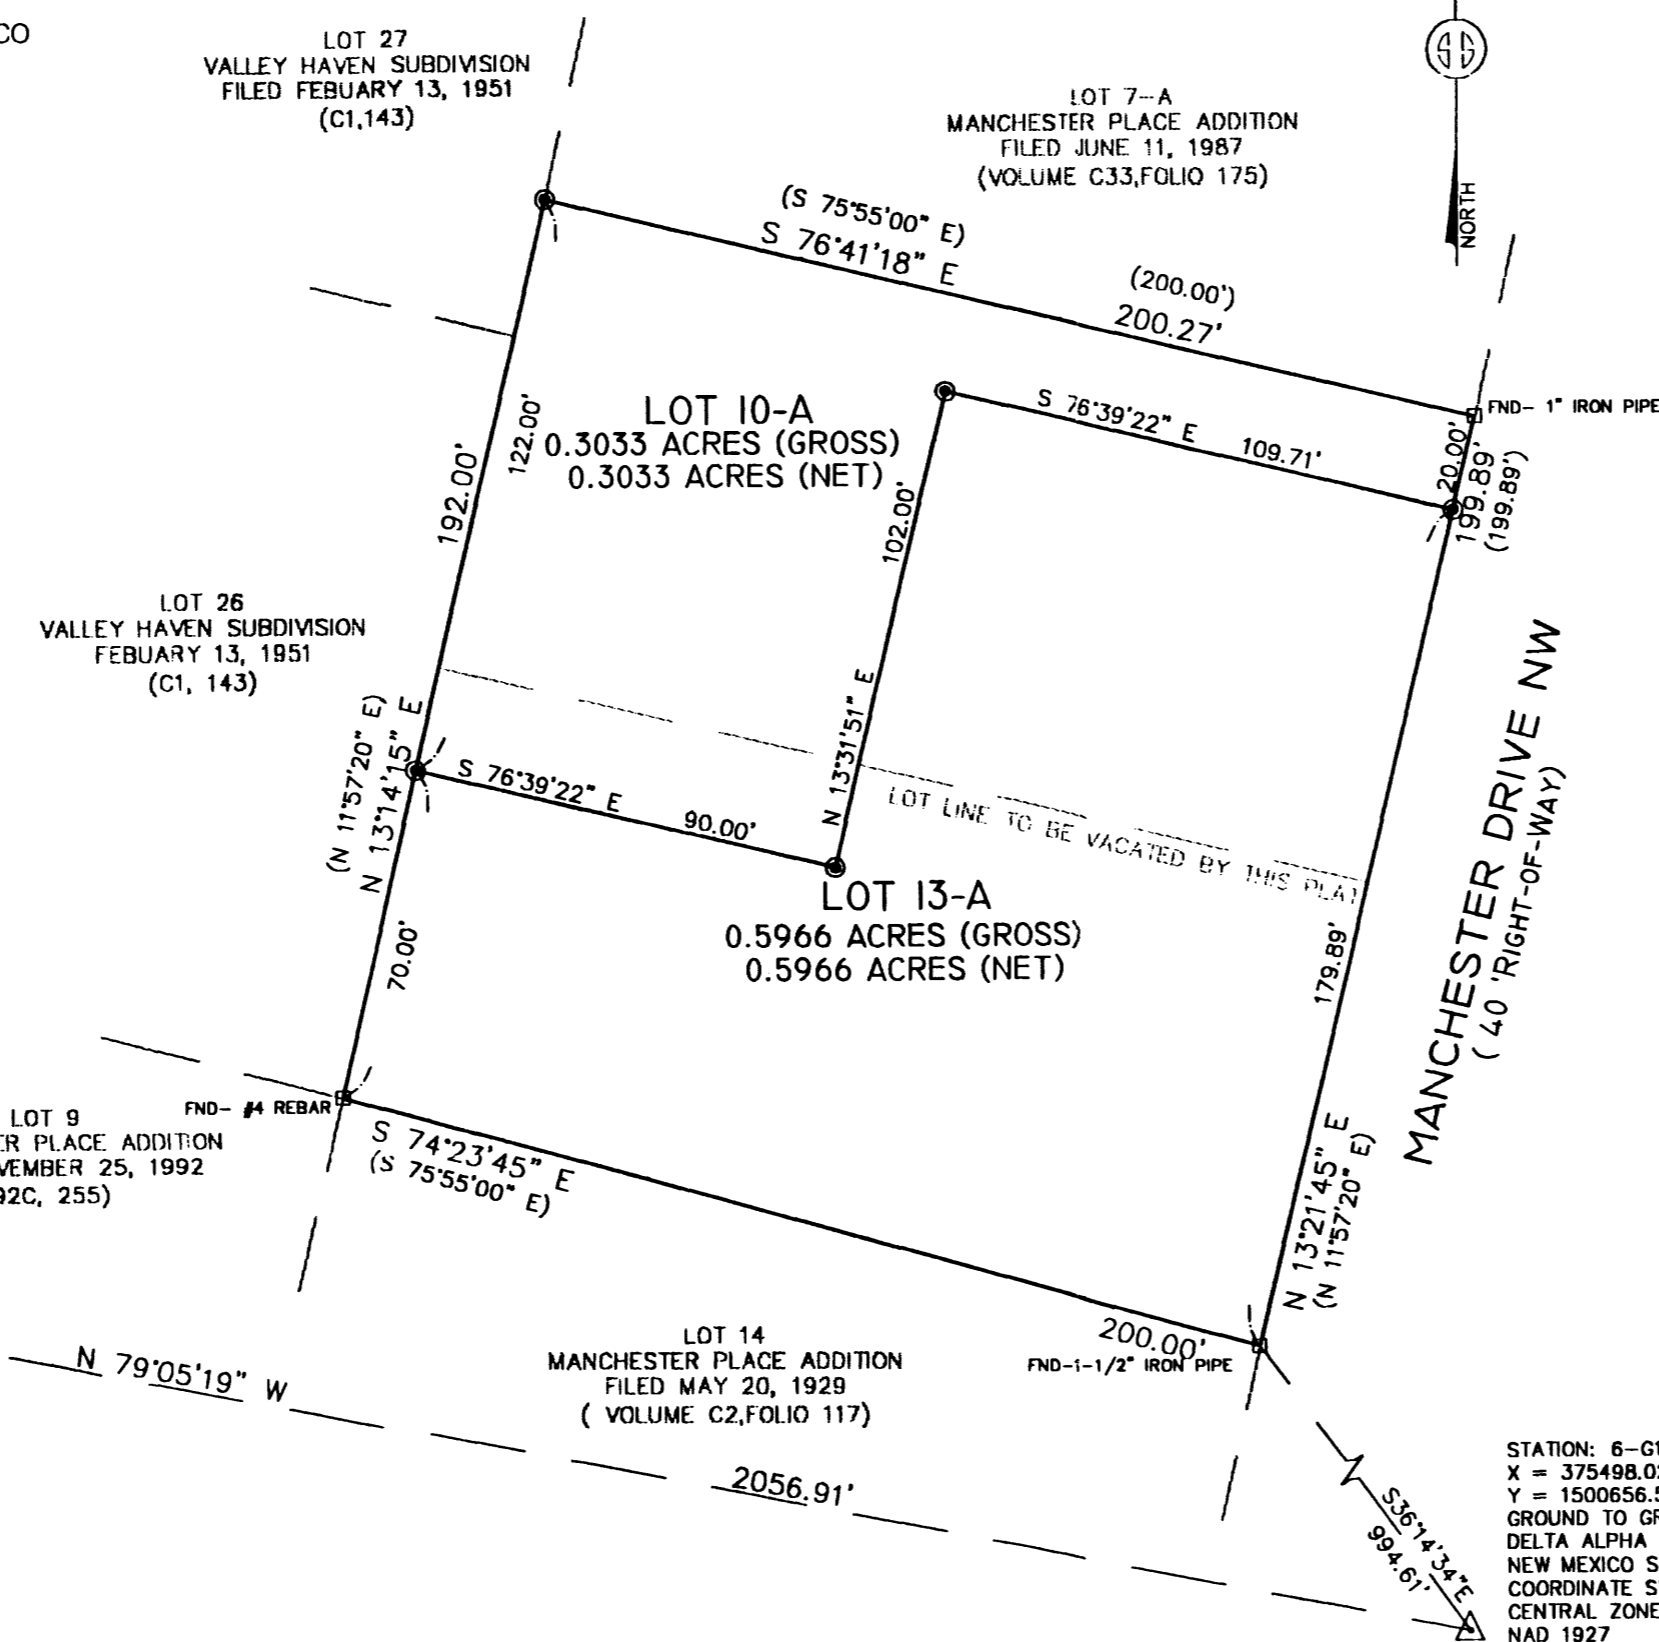 CO
LOT 27
VALLEY HAVEN SUBDIVISION
FILED FEBUARY 13, 1951
(C1,143)
LOT 7-A
MANCHESTER PLACE ADDITION
FILED JUNE 11, 1987
(VOLUME C33,FOLIO 175)
NORTH
(S 75°55'00" E)
S 76°41'18" E
(200.00')
200.27'
FND- 1" IRON PIPE
S 76°39'22" E
109.71'
20.00'
199.89'
(199.89')
LOT 10-A
0.3033 ACRES (GROSS)
0.3033 ACRES (NET)
122.00'
192.00'
102.00'
N 13°31'51" E
LOT 26
VALLEY HAVEN SUBDIVISION
FEBUARY 13, 1951
(C1, 143)
(N 11°57'20" E)
N 13°14'15" E
S 76°39'22" E
90.00'
LOT LINE TO BE VACATED BY THIS PLAT
MANCHESTER DRIVE NW
( 40 'RIGHT-OF-WAY)
LOT 13-A
0.5966 ACRES (GROSS)
0.5966 ACRES (NET)
70.00'
179.89'
FND- #4 REBAR
LOT 9
ER PLACE ADDITION
VEMBER 25, 1992
92C, 255)
S 74°23'45" E
(S 75°55'00" E)
N 13°21'45" E
(N 11°57'20" E)
200.00'
FND-1-1/2" IRON PIPE
LOT 14
MANCHESTER PLACE ADDITION
FILED MAY 20, 1929
( VOLUME C2,FOLIO 117)
N 79°05'19" W
2056.91'
S36°14'34"E
994.61'
STATION: 6-G1
X = 375498.02
Y = 1500656.5
GROUND TO GR
DELTA ALPHA
NEW MEXICO S
COORDINATE S
CENTRAL ZONE
NAD 1927